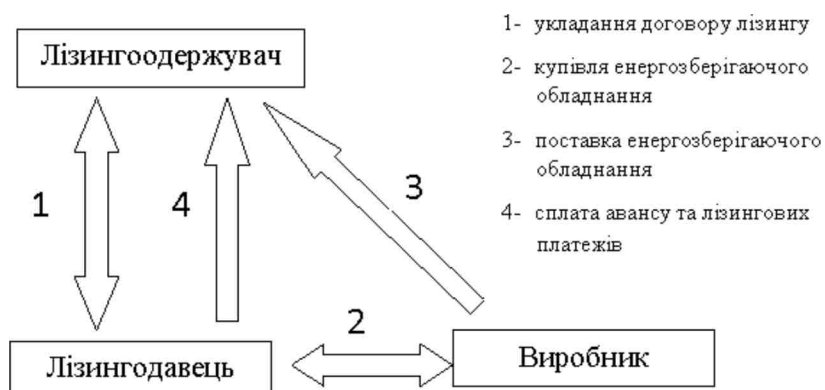 Лізингоодержувач
1- укладання договору лізингу
2- купівля енергозберігаючого
обладнання
3- поставка енергозберігаючого
обладнання
4- сплата авансу та лізингових
платежів
1
4
3
2
Лізингодавець
Виробник